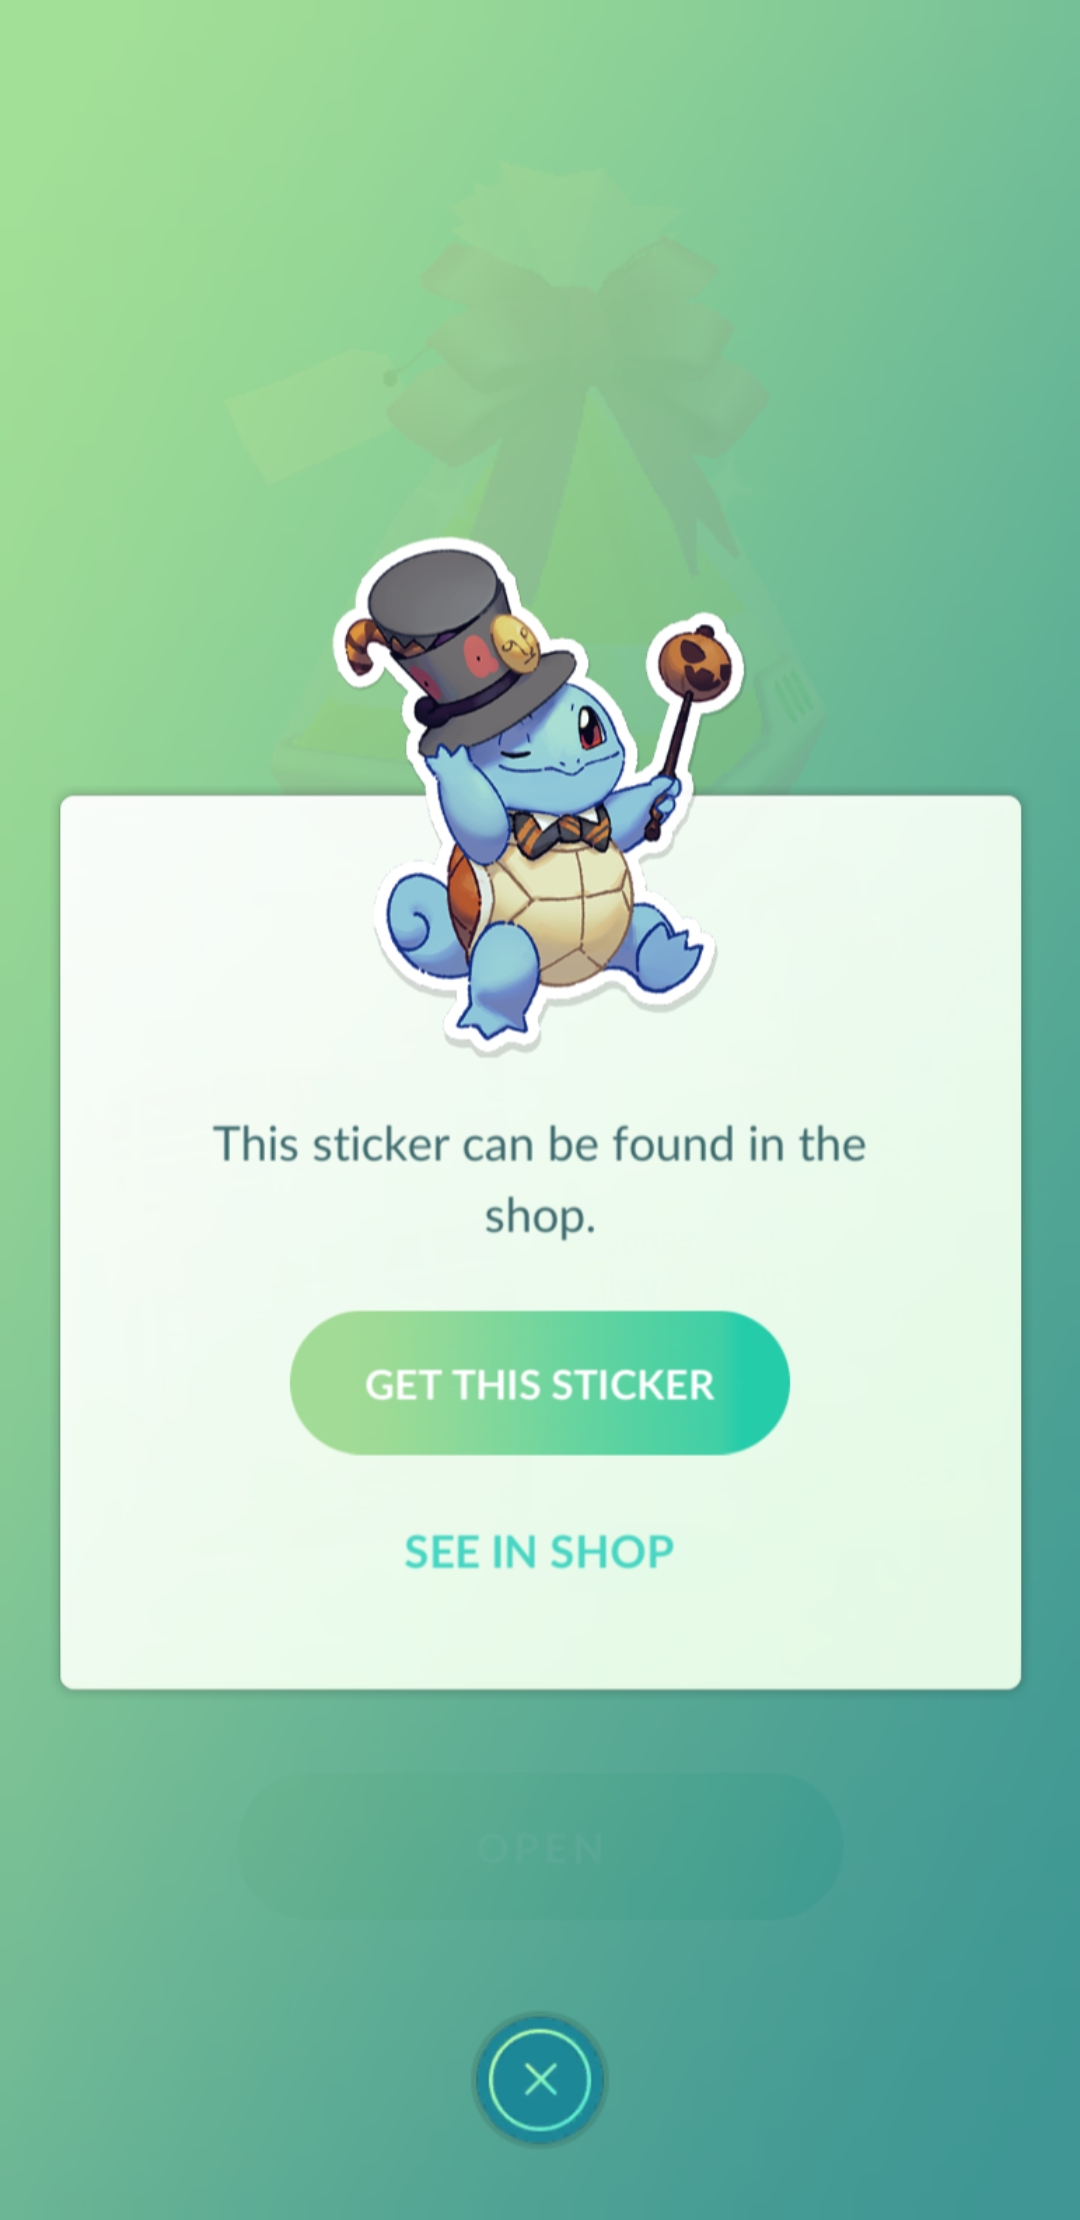 This sticker can be found in the
shop.
GET THIS STICKER
SEE IN SHOP
OPEN